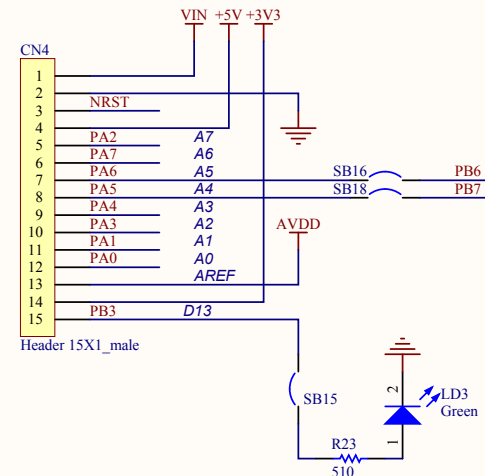 VIN +5V +3V3
CN4
1
2
3 NRST
4
5 PA2 A7
6 PA7 A6
7 PA6 A5 SB16 PB6
8 PA5 A4 SB18 PB7
9 PA4 A3
10 PA3 A2 AVDD
11 PA1 A1
12 PA0 A0
13 AREF
14
15 PB3 D13
Header 15X1_male
SB15
2
LD3
Green
1
R23
510